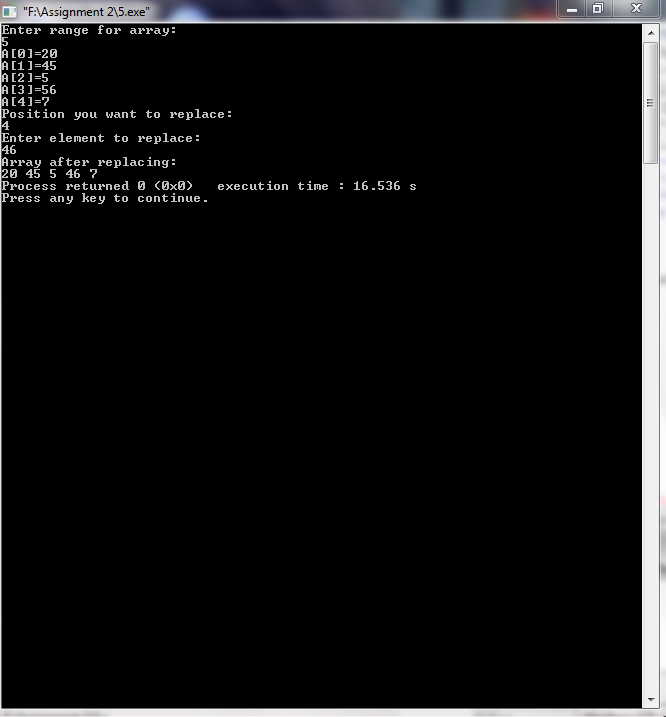 "F:\Assignment 2\5.exe"
Enter range for array:
5
A[0]=20
A[1]=45
A[2]=5
A[3]=56
A[4]=7
Position you want to replace:
4
Enter element to replace:
46
Array after replacing:
20 45 5 46 7
Process returned 0 (0x0)   execution time : 16.536 s
Press any key to continue.